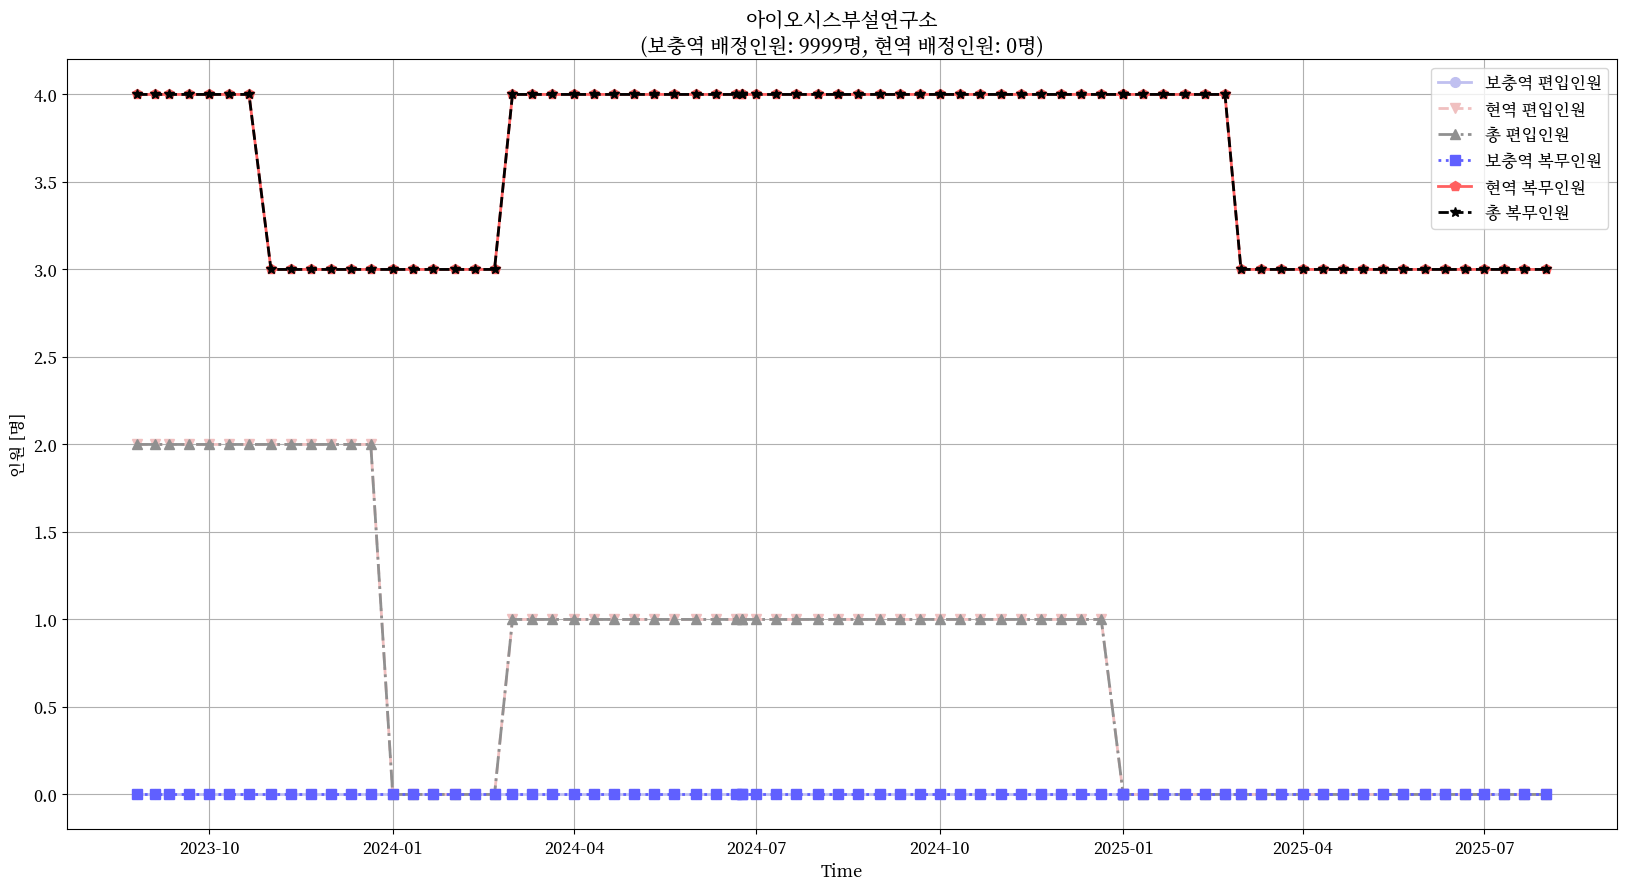 아이오시스부설연구소
(보충역 배정인원: 9999명, 현역 배정인원: 0명)
보충역 편입인원
현역 편입인원
총 편입인원
보충역 복무인원
현역 복무인원
총 복무인원
인원 [명]
4.0
3.5
3.0
2.5
2.0
1.5
1.0
0.5
0.0
2023-10
2024-01
2024-04
2024-07
2024-10
2025-01
2025-04
2025-07
Time